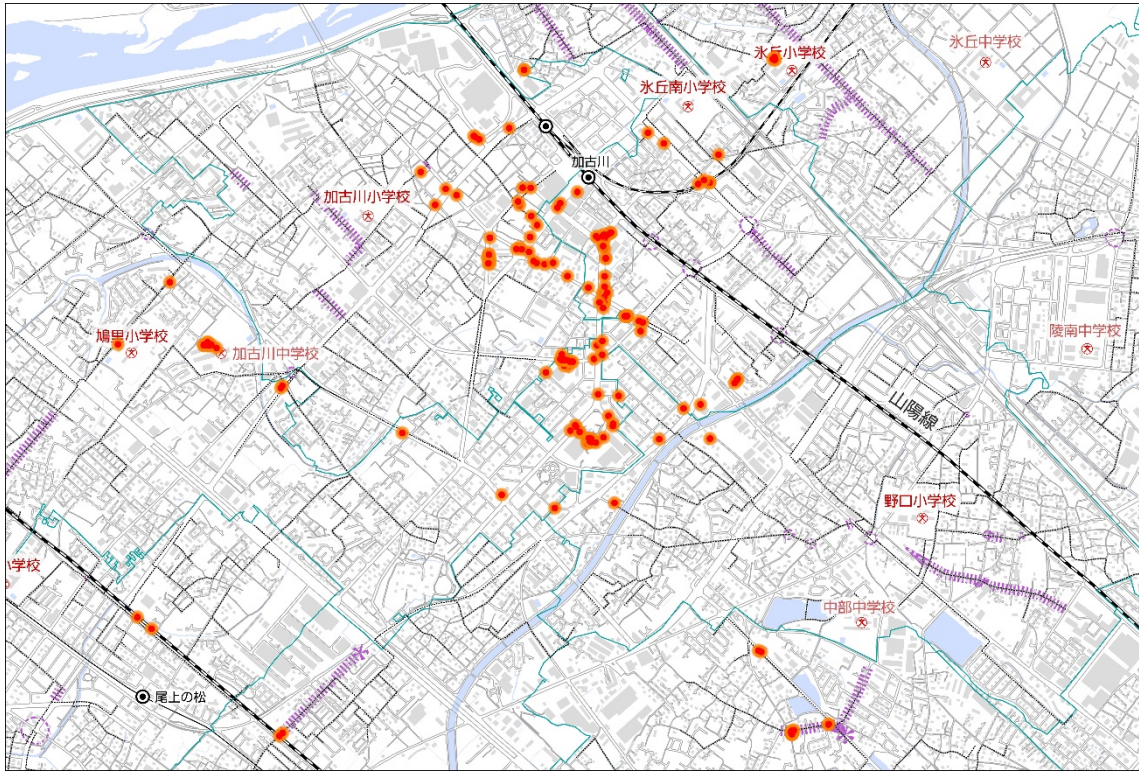 氷丘中学校
氷丘小学校
氷丘南小学校
加古川
加古川小学校
陵南中学校
鳩里小学校
加古川中学校
山陽線
野口小学校
小学校
中部中学校
尾上の松